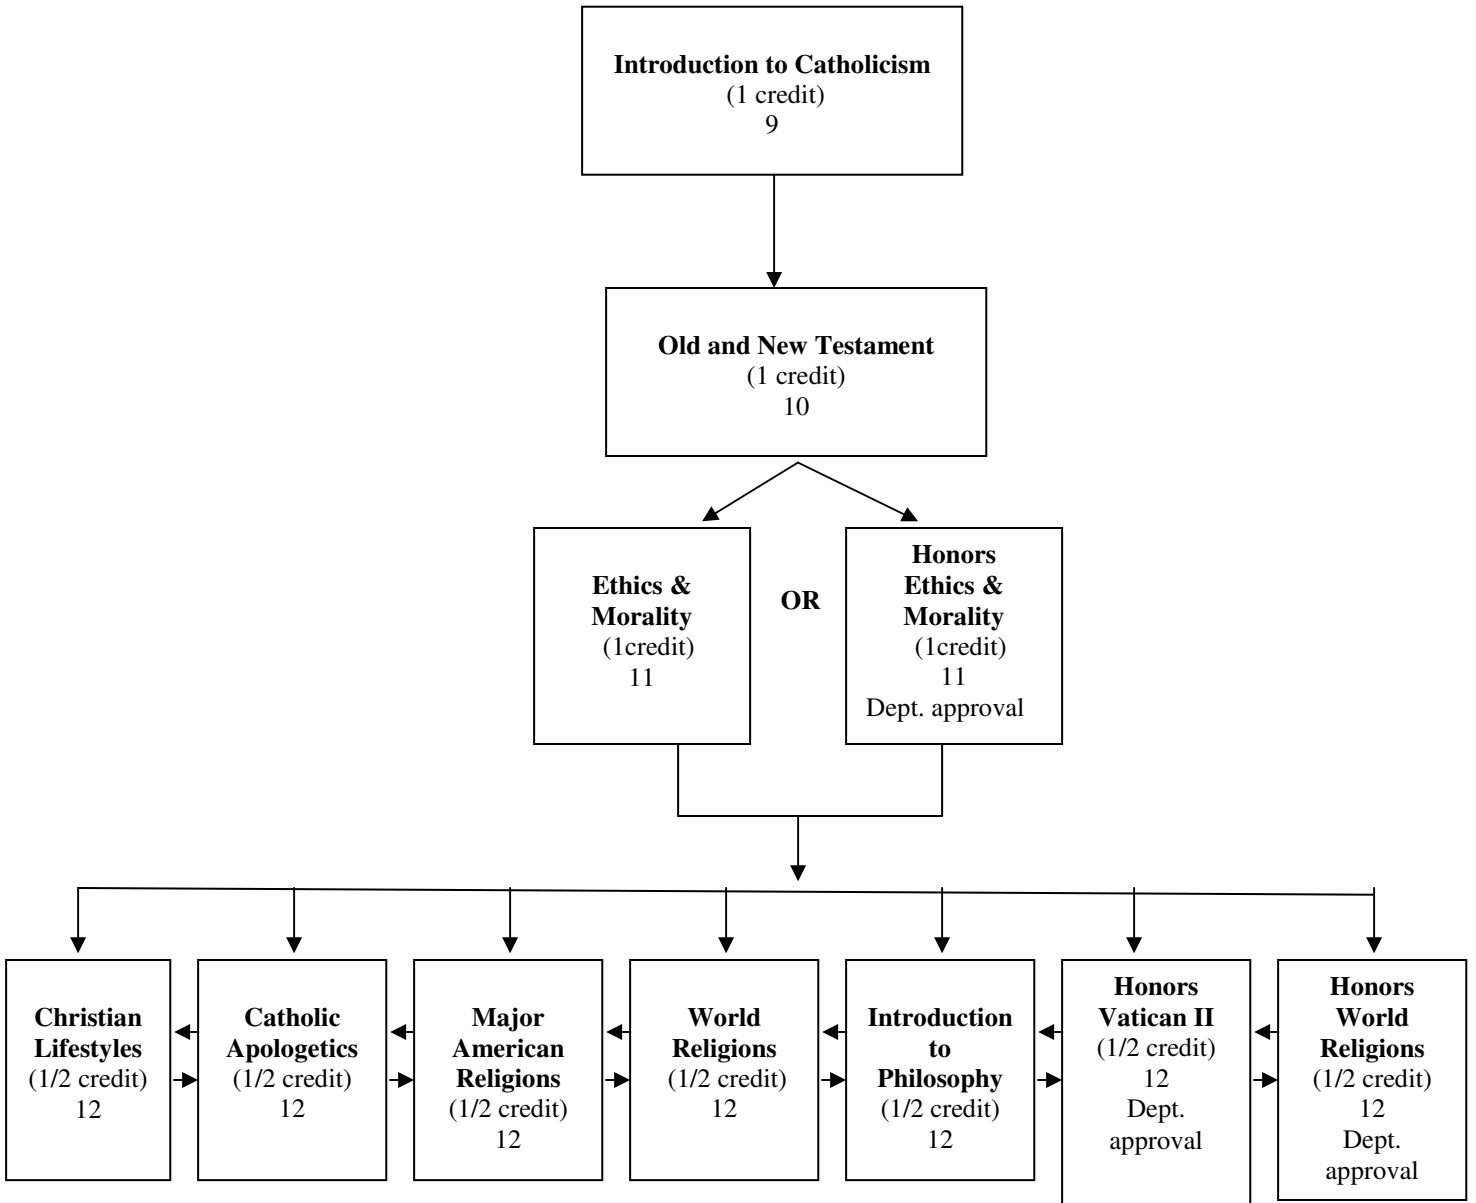 Introduction to Catholicism
(1 credit)
9
Old and New Testament
(1 credit)
10
Ethics &
Morality
(1credit)
11
OR
Honors
Ethics &
Morality
(1credit)
11
Dept. approval
Christian
Lifestyles
(1/2 credit)
12
Catholic
Apologetics
(1/2 credit)
12
Major
American
Religions
(1/2 credit)
12
World
Religions
(1/2 credit)
12
Introduction
to
Philosophy
(1/2 credit)
12
Honors
Vatican II
(1/2 credit)
12
Dept.
approval
Honors
World
Religions
(1/2 credit)
12
Dept.
approval